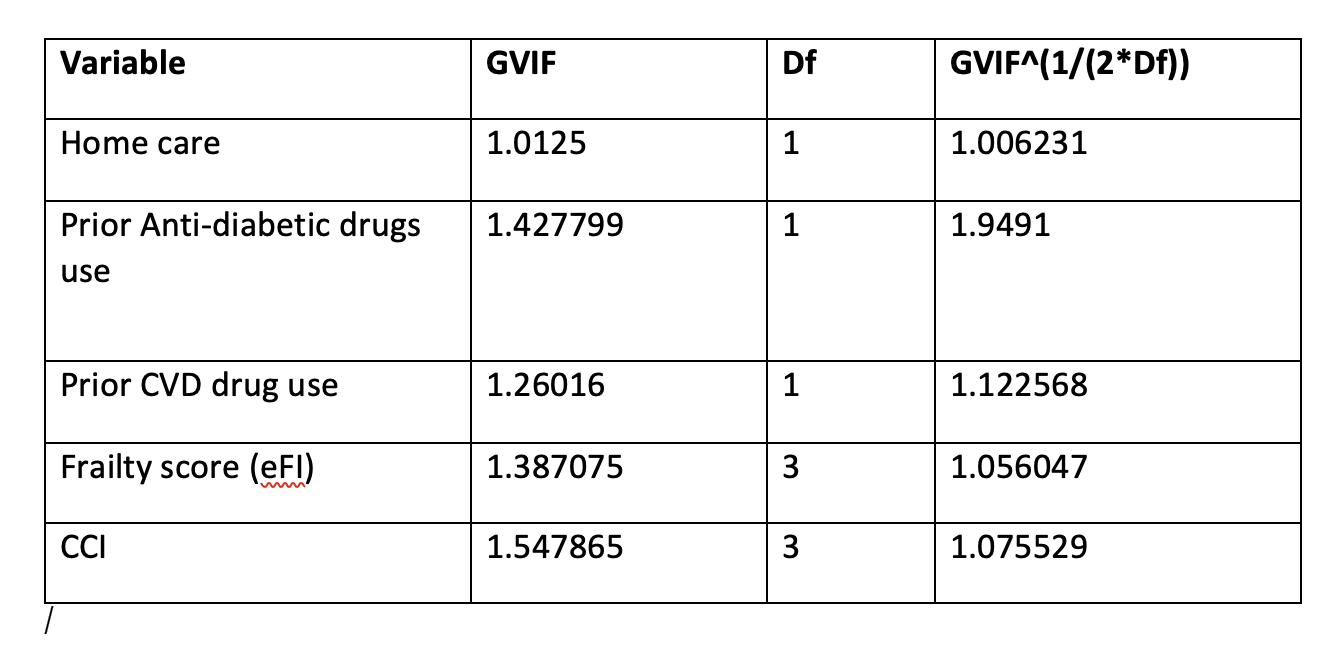 Variable GVIF Df GVIF^(1/(2*Df))
Home care 1.0125 1 1.006231
Prior Anti-diabetic drugs 1.427799 1 1.9491
use
Prior CVD drug use 1.26016 1 1.122568
Frailty score (eFI) 1.387075 3 1.056047
CCI 1.547865 3 1.075529
/